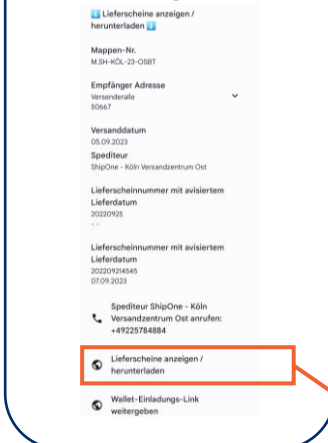 ⬇️ Lieferscheine anzeigen /
herunterladen ⬇️
Mappen-Nr.
M.SH-KÖL-23-OSBT
Empfänger Adresse
Versenderalle
50667
Versanddatum
05.09.2023
Spediteur
ShipOne - Köln Versandzentrum Ost
Lieferscheinnummer mit avisiertem
Lieferdatum
20220925
- -
Lieferscheinnummer mit avisiertem
Lieferdatum
202209214545
07.09.2023
Spediteur ShipOne - Köln
Versandzentrum Ost anrufen:
+49225784884
Lieferscheine anzeigen /
herunterladen
Wallet-Einladungs-Link
weitergeben